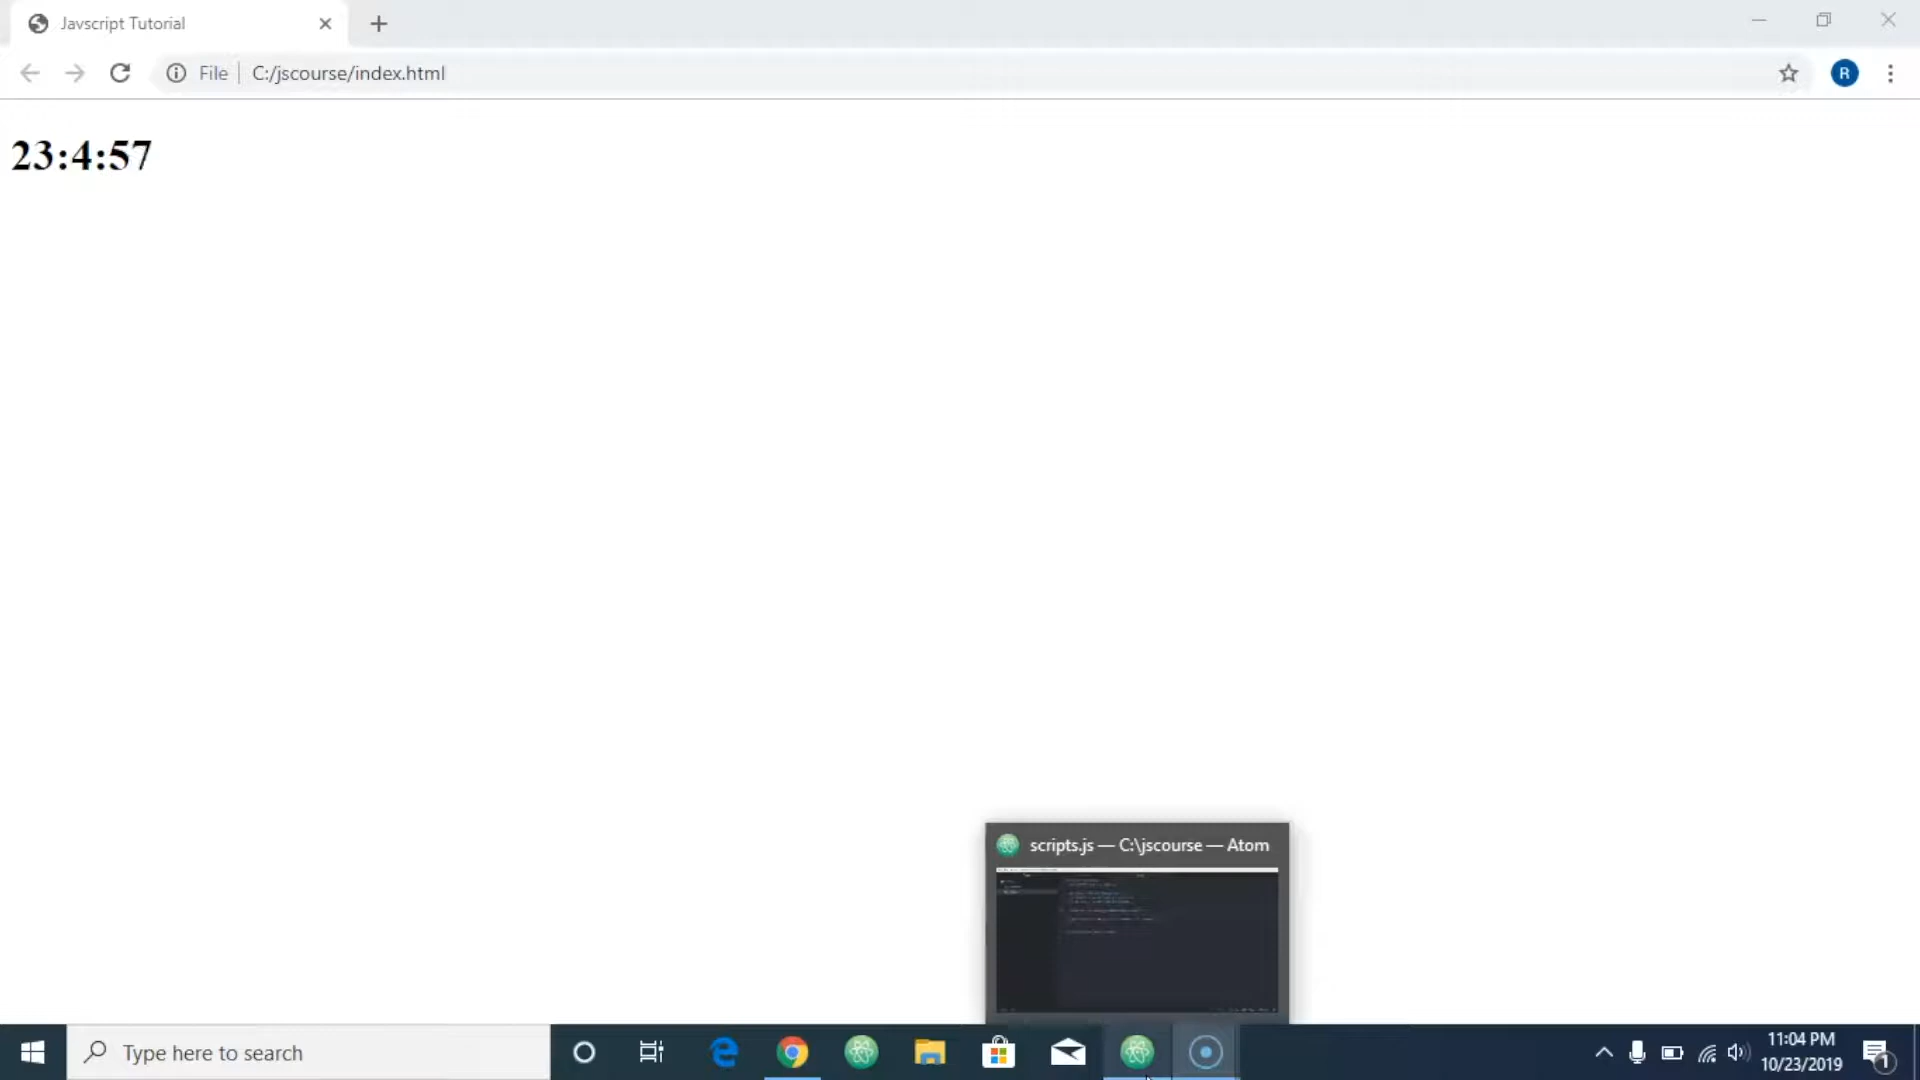 Javscript Tutorial
File
C:/jscourse/index.html
R
23:4:57
scripts.js — C:\jscourse — Atom
Type here to search
11:04 PM
10/23/2019
1